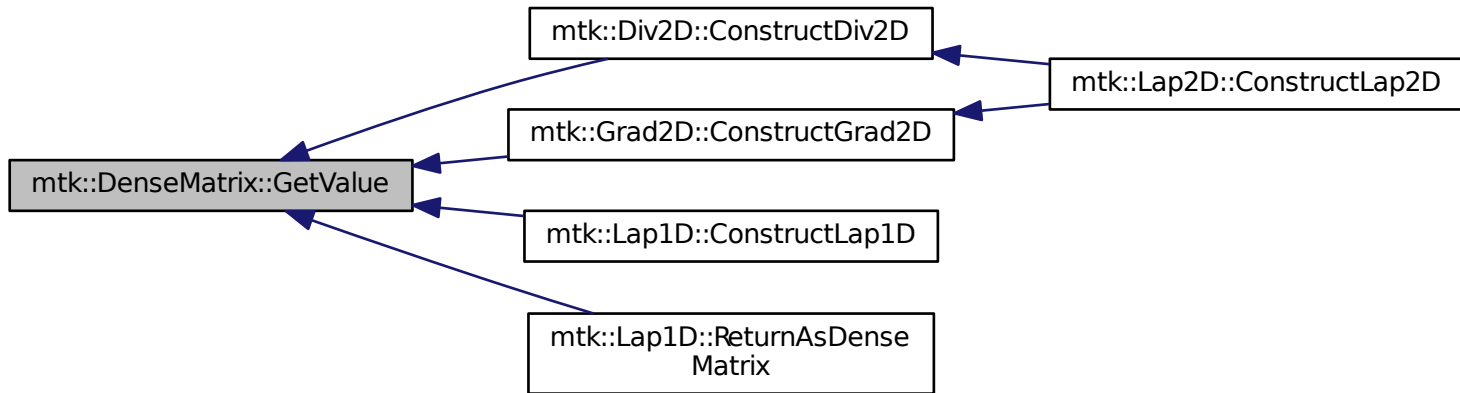 mtk::Div2D::ConstructDiv2D
mtk::Lap2D::ConstructLap2D
mtk::Grad2D::ConstructGrad2D
mtk::DenseMatrix::GetValue
mtk::Lap1D::ConstructLap1D
mtk::Lap1D::ReturnAsDense
Matrix